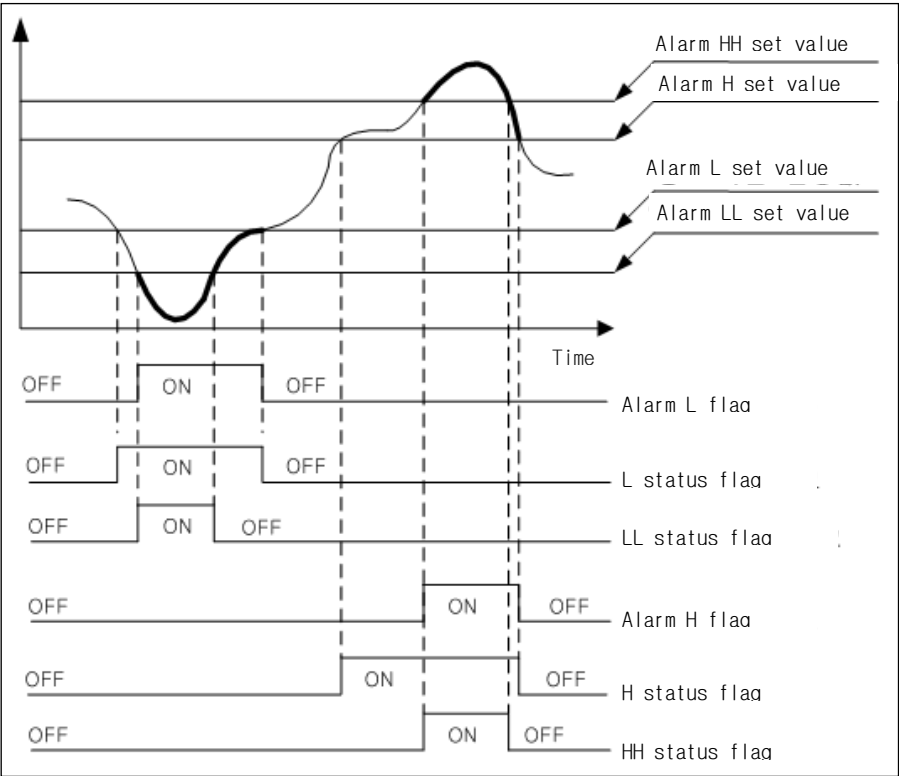 Alarm HH set value
Alarm H set value
Alarm L set value
Alarm LL set value
Time
OFF ON OFF Alarm L flag
OFF ON OFF L status flag
OFF ON OFF LL status flag
OFF ON OFF Alarm H flag
OFF ON OFF H status flag
OFF ON OFF HH status flag